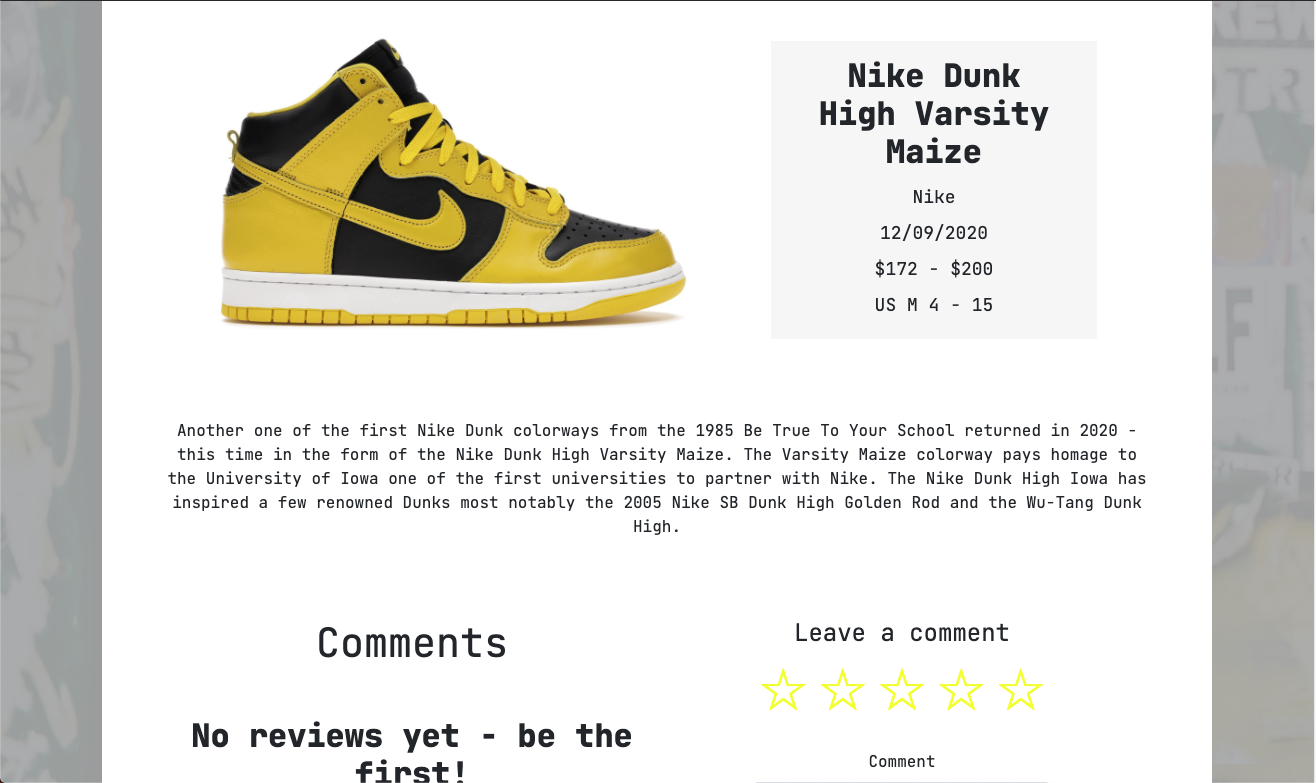 Nike Dunk
High Varsity
Maize
Nike
12/09/2020
$172 - $200
US M 4 - 15
Another one of the first Nike Dunk colorways from the 1985 Be True To Your School returned in 2020 -
this time in the form of the Nike Dunk High Varsity Maize. The Varsity Maize colorway pays homage to
the University of Iowa one of the first universities to partner with Nike. The Nike Dunk High Iowa has
inspired a few renowned Dunks most notably the 2005 Nike SB Dunk High Golden Rod and the Wu-Tang Dunk
High.
Comments
No reviews yet - be the
first!
Leave a comment
Comment